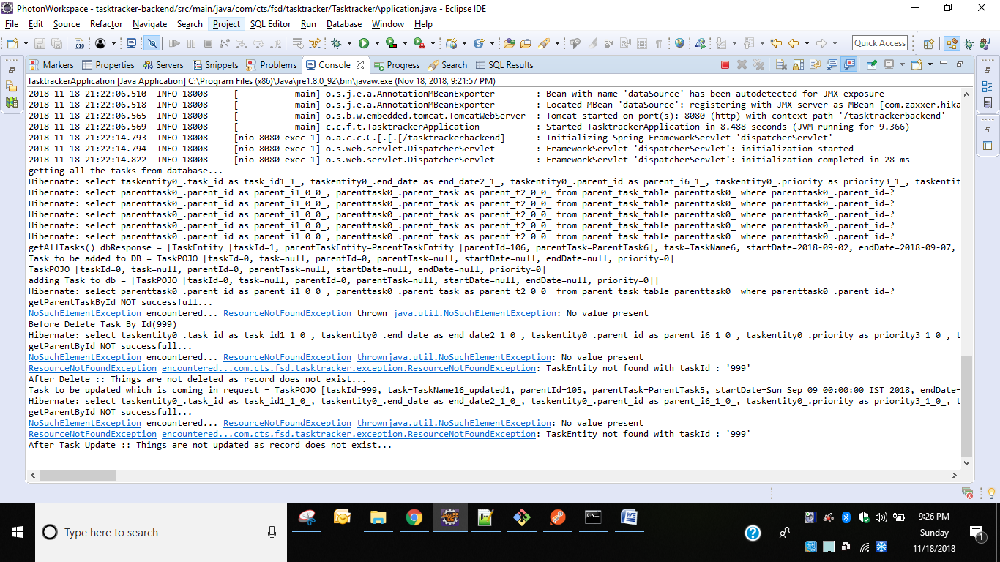 PhotonWorkspace - tasktracker-backend/src/main/java/com/cts/fsd/tasktracker/TasktrackerApplication.java - Eclipse IDE
File Edit Source Refactor Navigate Search Project SQL Editor Run Database Window Help
Quick Access
Markers Properties Servers Snippets Problems Console Progress Search SQL Results
TasktrackerApplication [Java Application] C:\Program Files (x86)\Java\jre1.8.0_92\bin\javaw.exe (Nov 18, 2018, 9:21:57 PM)
2018-11-18 21:22:06.510 INFO 18008 --- [ main] o.s.j.e.a.AnnotationMBeanExporter : Bean with name 'dataSource' has been autodetected for JMX exposure
2018-11-18 21:22:06.518 INFO 18008 --- [ main] o.s.j.e.a.AnnotationMBeanExporter : Located MBean 'dataSource': registering with JMX server as MBean [com.zaxxer.hika
2018-11-18 21:22:06.565 INFO 18008 --- [ main] o.s.b.w.embedded.tomcat.TomcatWebServer : Tomcat started on port(s): 8080 (http) with context path '/tasktrackerbackend'
2018-11-18 21:22:06.569 INFO 18008 --- [ main] c.c.f.t.TasktrackerApplication : Started TasktrackerApplication in 8.488 seconds (JVM running for 9.366)
2018-11-18 21:22:14.793 INFO 18008 --- [nio-8080-exec-1] o.a.c.c.C.[.[.[/tasktrackerbackend] : Initializing Spring FrameworkServlet 'dispatcherServlet'
2018-11-18 21:22:14.794 INFO 18008 --- [nio-8080-exec-1] o.s.web.servlet.DispatcherServlet : FrameworkServlet 'dispatcherServlet': initialization started
2018-11-18 21:22:14.822 INFO 18008 --- [nio-8080-exec-1] o.s.web.servlet.DispatcherServlet : FrameworkServlet 'dispatcherServlet': initialization completed in 28 ms
getting all the tasks from database...
Hibernate: select taskentity0_.task_id as task_id1_1_, taskentity0_.end_date as end_date2_1_, taskentity0_.parent_id as parent_i6_1_, taskentity0_.priority as priority3_1_, taskentit
Hibernate: select parenttask0_.parent_id as parent_i1_0_0_, parenttask0_.parent_task as parent_t2_0_0_ from parent_task_table parenttask0_ where parenttask0_.parent_id=?
Hibernate: select parenttask0_.parent_id as parent_i1_0_0_, parenttask0_.parent_task as parent_t2_0_0_ from parent_task_table parenttask0_ where parenttask0_.parent_id=?
Hibernate: select parenttask0_.parent_id as parent_i1_0_0_, parenttask0_.parent_task as parent_t2_0_0_ from parent_task_table parenttask0_ where parenttask0_.parent_id=?
Hibernate: select parenttask0_.parent_id as parent_i1_0_0_, parenttask0_.parent_task as parent_t2_0_0_ from parent_task_table parenttask0_ where parenttask0_.parent_id=?
Hibernate: select parenttask0_.parent_id as parent_i1_0_0_, parenttask0_.parent_task as parent_t2_0_0_ from parent_task_table parenttask0_ where parenttask0_.parent_id=?
getAllTasks() dbResponse = [TaskEntity [taskId=1, parentTaskEntity=ParentTaskEntity [parentId=106, parentTask=ParentTask6], task=TaskName6, startDate=2018-09-02, endDate=2018-09-07,
Task to be added to DB = TaskPOJO [taskId=0, task=null, parentId=0, parentTask=null, startDate=null, endDate=null, priority=0]
TaskPOJO [taskId=0, task=null, parentId=0, parentTask=null, startDate=null, endDate=null, priority=0]
adding Task to db = [TaskPOJO [taskId=0, task=null, parentId=0, parentTask=null, startDate=null, endDate=null, priority=0]]
Hibernate: select parenttask0_.parent_id as parent_i1_0_0_, parenttask0_.parent_task as parent_t2_0_0_ from parent_task_table parenttask0_ where parenttask0_.parent_id=?
getParentTaskById NOT successfull...
NoSuchElementException encountered... ResourceNotFoundException thrown java.util.NoSuchElementException: No value present
Before Delete Task By Id(999)
Hibernate: select taskentity0_.task_id as task_id1_1_0_, taskentity0_.end_date as end_date2_1_0_, taskentity0_.parent_id as parent_i6_1_0_, taskentity0_.priority as priority3_1_0_, t
getParentById NOT successfull...
NoSuchElementException encountered... ResourceNotFoundException thrownjava.util.NoSuchElementException: No value present
ResourceNotFoundException encountered...com.cts.fsd.tasktracker.exception.ResourceNotFoundException: TaskEntity not found with taskId : '999'
After Delete :: Things are not deleted as record does not exist...
Task to be updated which is coming in request = TaskPOJO [taskId=999, task=TaskName16_updated1, parentId=105, parentTask=ParentTask5, startDate=Sun Sep 09 00:00:00 IST 2018, endDate=
Hibernate: select taskentity0_.task_id as task_id1_1_0_, taskentity0_.end_date as end_date2_1_0_, taskentity0_.parent_id as parent_i6_1_0_, taskentity0_.priority as priority3_1_0_, t
getParentById NOT successfull...
NoSuchElementException encountered... ResourceNotFoundException thrownjava.util.NoSuchElementException: No value present
ResourceNotFoundException encountered...com.cts.fsd.tasktracker.exception.ResourceNotFoundException: TaskEntity not found with taskId : '999'
After Task Update :: Things are not updated as record does not exist...
Type here to search
9:26 PM
Sunday
11/18/2018
1